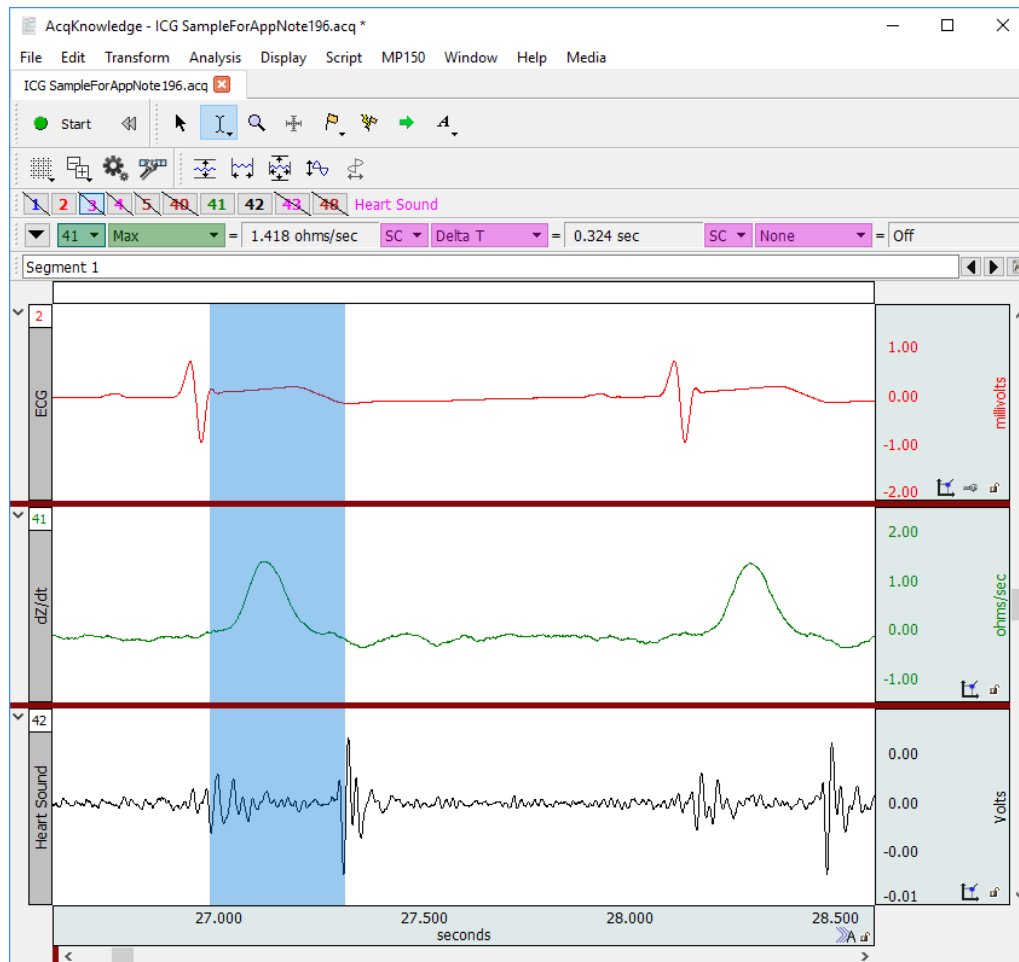 AcqKnowledge - ICG SampleForAppNote196.acq *
File Edit Transform Analysis Display Script MP150 Window Help Media
ICG SampleForAppNote196.acq
Start A
1 2 3 4 5 40 41 42 43 48 Heart Sound
41 Max = 1.418 ohms/sec SC Delta T = 0.324 sec SC None = Off
Segment 1
2
ECG
1.00
0.00
-1.00
-2.00
millivolts
41
dZ/dt
2.00
1.00
0.00
-1.00
ohms/sec
42
Heart Sound
0.00
0.00
-0.00
-0.01
Volts
27.000 27.500 28.000 28.500
seconds
A